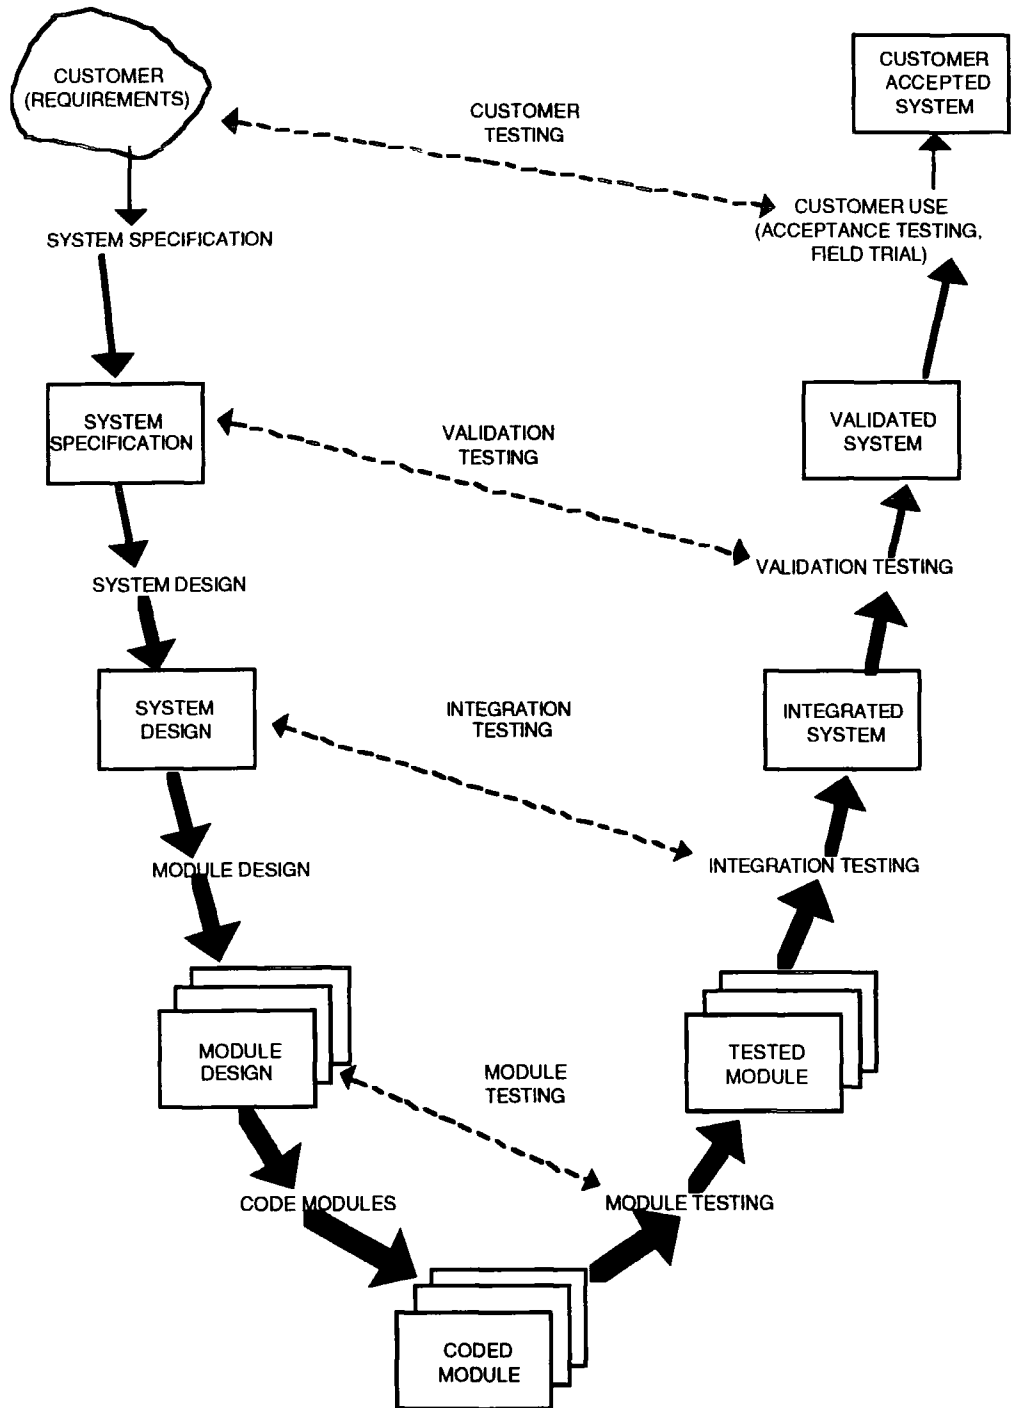 CUSTOMER
(REQUIREMENTS)
CUSTOMER
ACCEPTED
SYSTEM
CUSTOMER
TESTING
CUSTOMER USE
(ACCEPTANCE TESTING,
FIELD TRIAL)
SYSTEM SPECIFICATION
SYSTEM
SPECIFICATION
VALIDATION
TESTING
VALIDATED
SYSTEM
VALIDATION TESTING
SYSTEM DESIGN
SYSTEM
DESIGN
INTEGRATION
TESTING
INTEGRATED
SYSTEM
MODULE DESIGN
INTEGRATION TESTING
MODULE
DESIGN
MODULE
TESTING
TESTED
MODULE
CODE MODULES
MODULE TESTING
CODED
MODULE